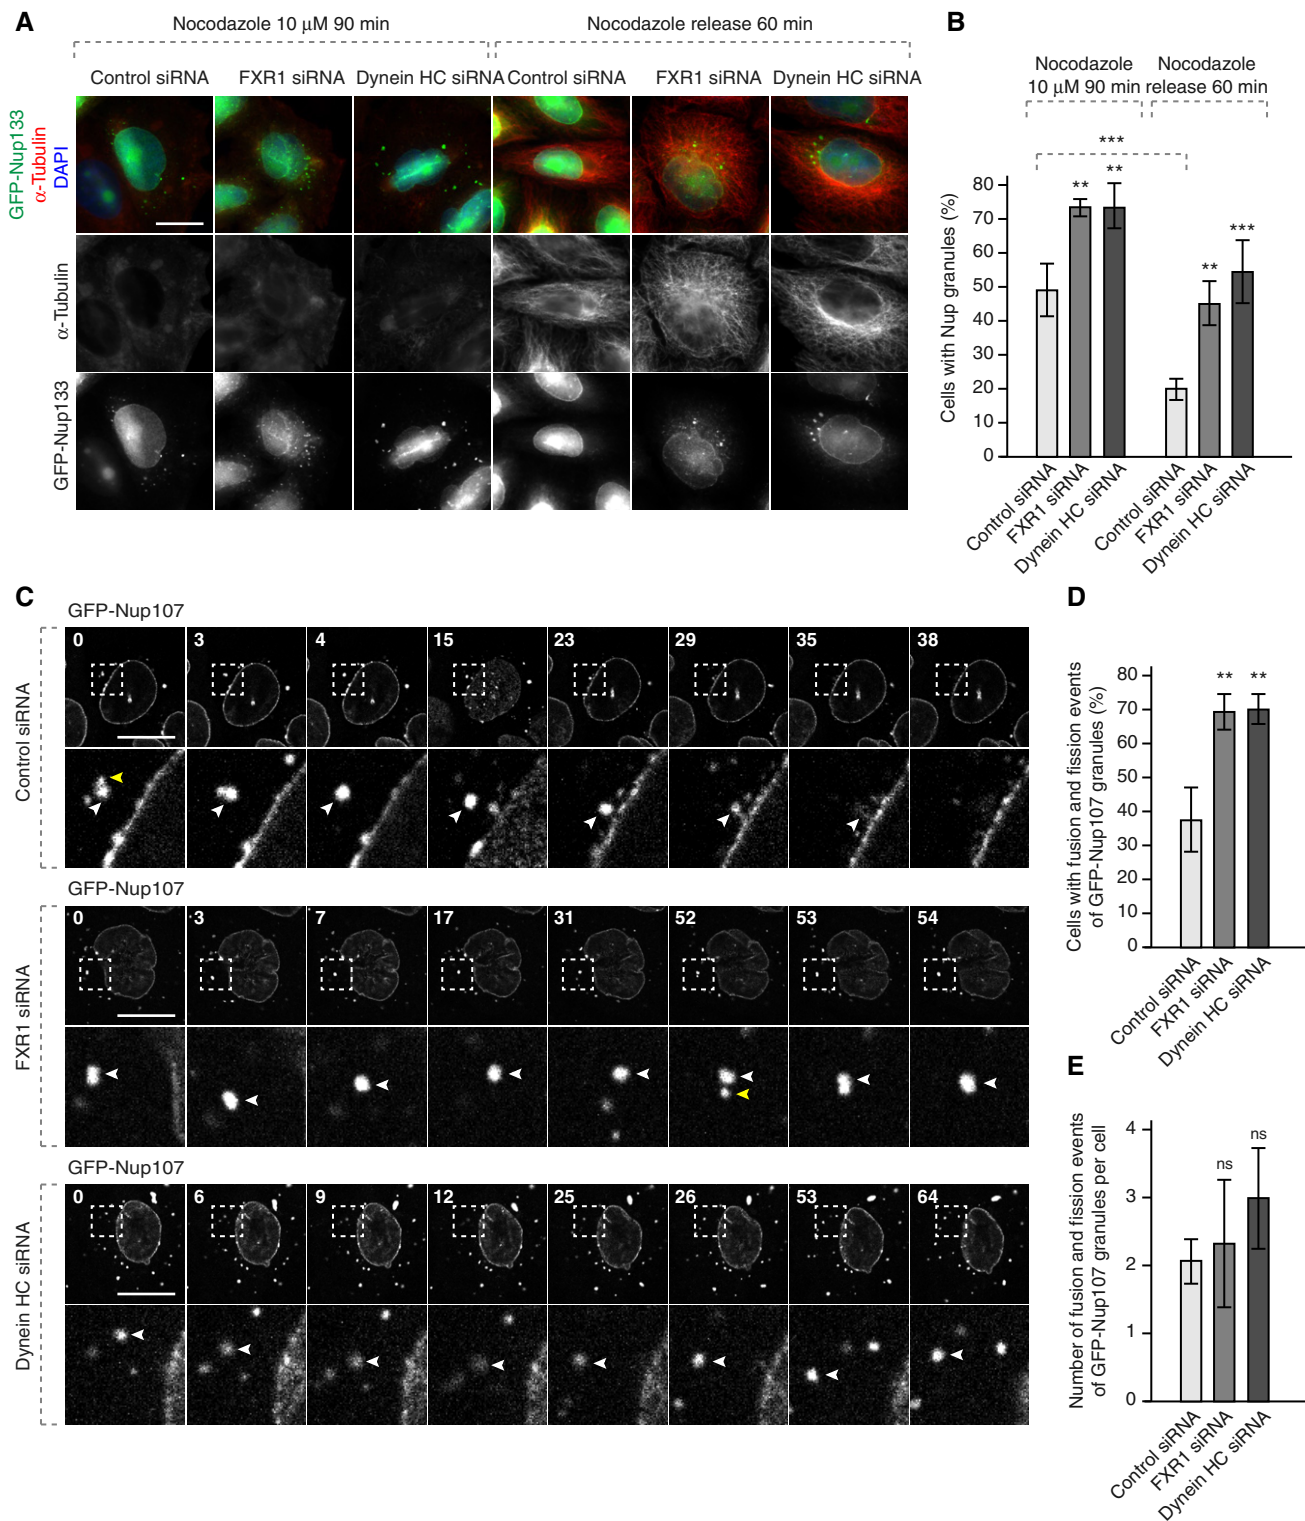 A
Nocodazole 10 μM 90 min
Nocodazole release 60 min
Control siRNA
FXR1 siRNA
Dynein HC siRNA
Control siRNA
FXR1 siRNA
Dynein HC siRNA
GFP-Nup133
α-Tubulin
DAPI
α-Tubulin
GFP-Nup133
B
Nocodazole
10 μM 90 min
Nocodazole
release 60 min
***
**
**
**
***
Cells with Nup granules (%)
80
70
60
50
40
30
20
10
0
Control siRNA
FXR1 siRNA
Dynein HC siRNA
Control siRNA
FXR1 siRNA
Dynein HC siRNA
C
GFP-Nup107
Control siRNA
0
3
4
15
23
29
35
38
GFP-Nup107
FXR1 siRNA
0
3
7
17
31
52
53
54
GFP-Nup107
Dynein HC siRNA
0
6
9
12
25
26
53
64
D
Cells with fusion and fission events
of GFP-Nup107 granules (%)
80
70
60
50
40
30
20
10
0
**
**
Control siRNA
FXR1 siRNA
Dynein HC siRNA
E
Number of fusion and fission events
of GFP-Nup107 granules per cell
4
3
2
1
0
ns
ns
Control siRNA
FXR1 siRNA
Dynein HC siRNA